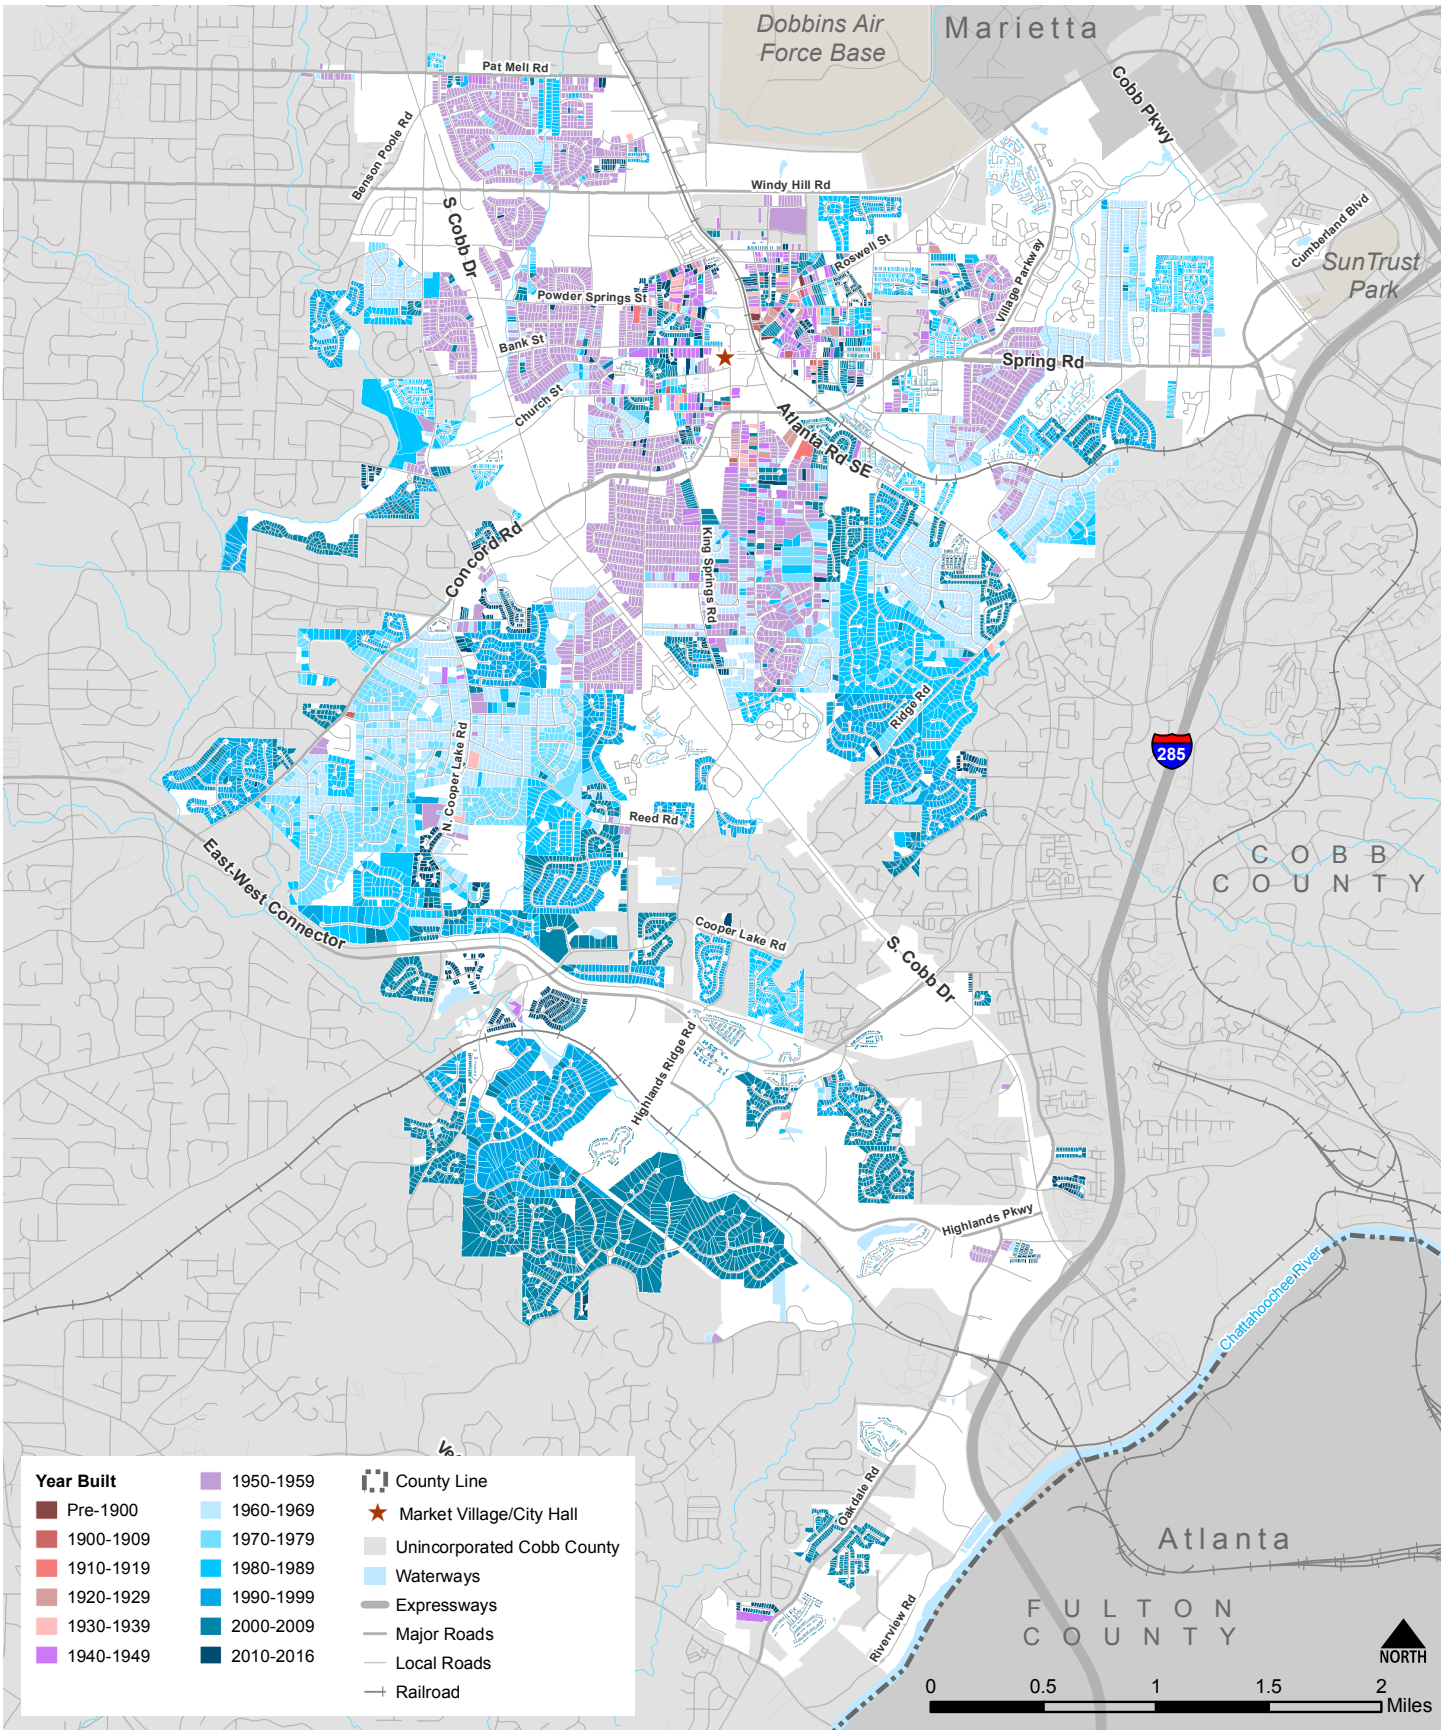 Dobbins Air
Force Base
Marietta
Pat Mell Rd
Cobb Pkwy
Benson Poole Rd
Windy Hill Rd
S Cobb Dr
Cumberland Blvd
Roswell St
Village Parkway
SunTrust
Park
Powder Springs St
Bank St
Spring Rd
Church St
Atlanta Rd SE
Concord Rd
King Springs Rd
Ridge Rd
N. Cooper Lake Rd
285
Reed Rd
East-West Connector
COBB
COUNTY
Cooper Lake Rd
S. Cobb Dr
Highlands Ridge Rd
Highlands Pkwy
Chattahoochee River
Oakdale Rd
Riverview Rd
Atlanta
FULTON
COUNTY
Year Built
Pre-1900
1900-1909
1910-1919
1920-1929
1930-1939
1940-1949
1950-1959
1960-1969
1970-1979
1980-1989
1990-1999
2000-2009
2010-2016
County Line
Market Village/City Hall
Unincorporated Cobb County
Waterways
Expressways
Major Roads
Local Roads
Railroad
NORTH
0 0.5 1 1.5 2
Miles